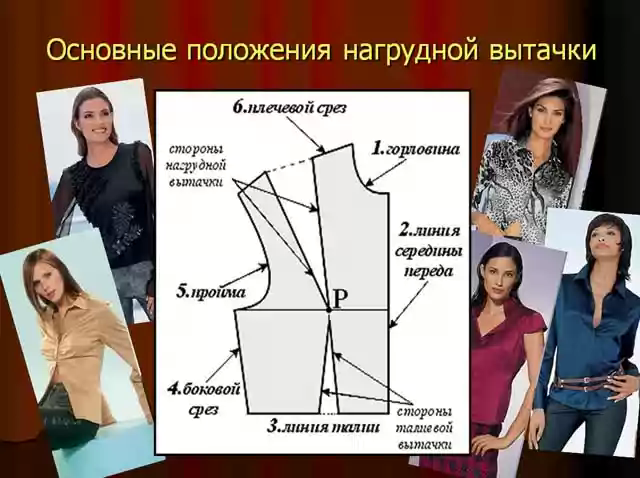 Основные положения нагрудной вытачки
6.плечевой срез
стороны
нагрудной
вытачки
1.горловина
2.линия
середины
переда
5.пройма
P
4.боковой
срез
3.линия талии
стороны
талиевой
вытачки